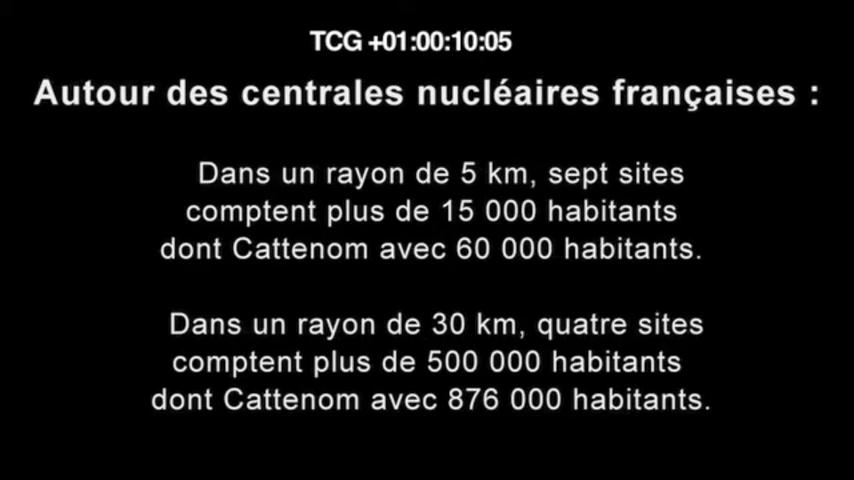 TCG +01:00:10:05
Autour des centrales nucléaires françaises :
Dans un rayon de 5 km, sept sites
comptent plus de 15 000 habitants
dont Cattenom avec 60 000 habitants.
Dans un rayon de 30 km, quatre sites
comptent plus de 500 000 habitants
dont Cattenom avec 876 000 habitants.